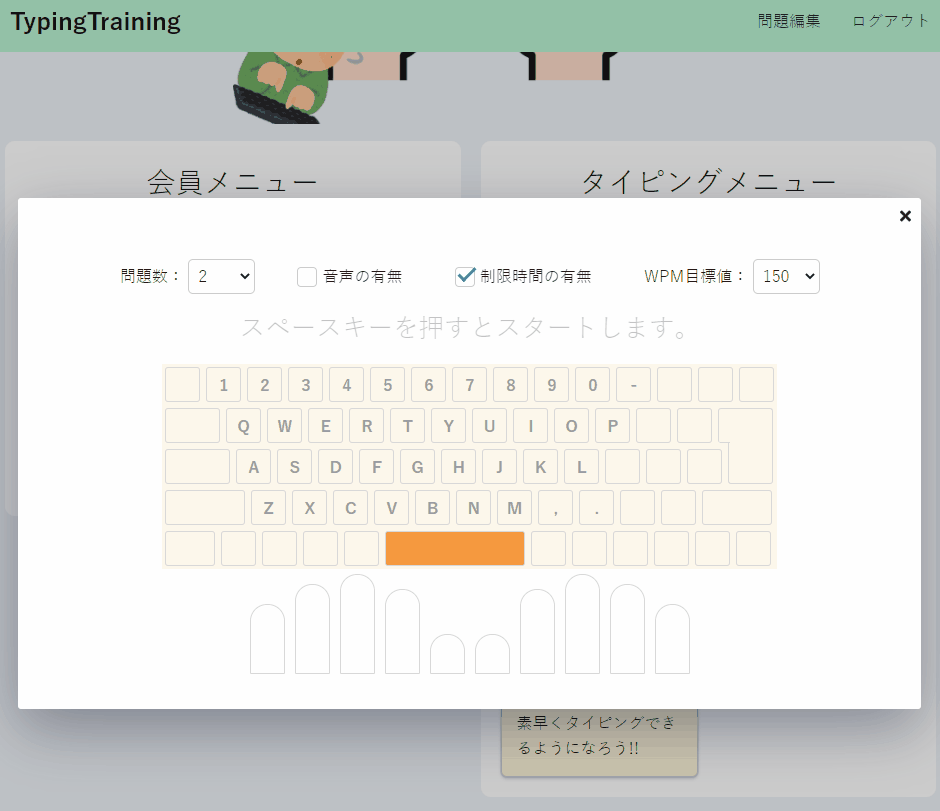 TypingTraining
問題編集 ログアウト
会員メニュー
タイピングメニュー
×
問題数： 2 音声の有無 制限時間の有無 WPM目標値： 150
スペースキーを押すとスタートします。
1 2 3 4 5 6 7 8 9 0 -
Q W E R T Y U I O P
A S D F G H J K L
Z X C V B N M , .
素早くタイピングでき
るようになろう!!